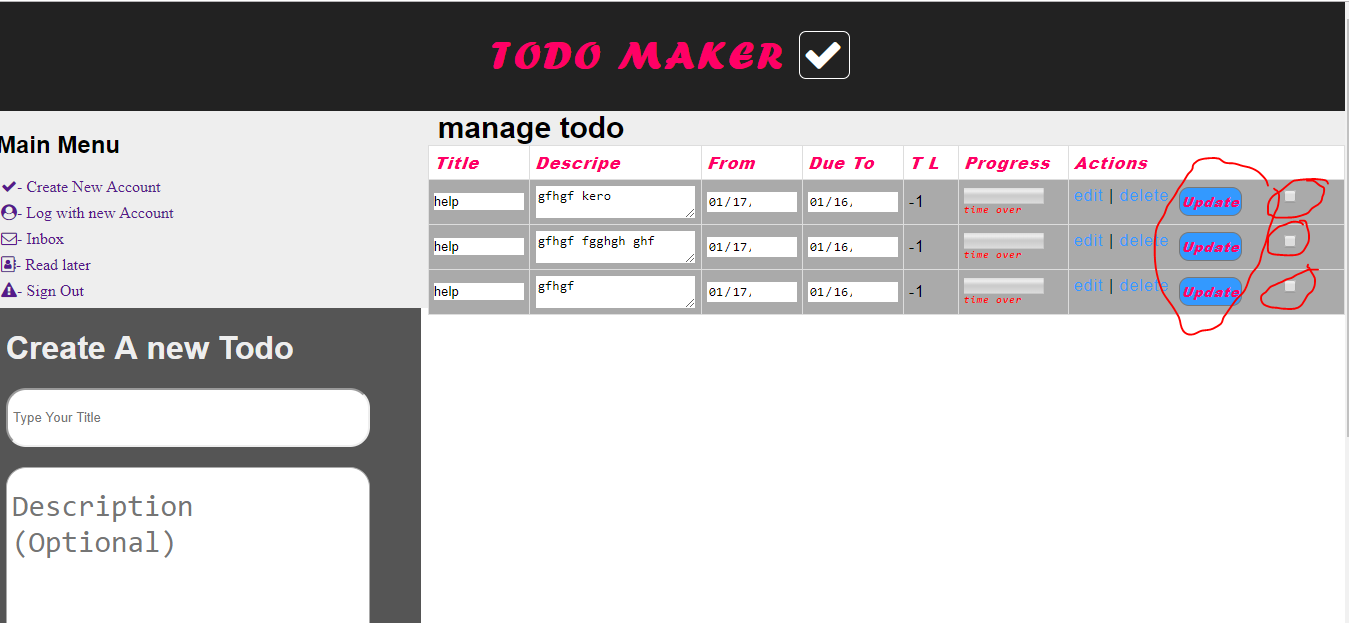 TODO MAKER
Main Menu
- Create New Account
- Log with new Account
- Inbox
- Read later
- Sign Out
Create A new Todo
Type Your Title
Description
(Optional)
manage todo
Title Descripe From Due To T L Progress Actions
help gfhgf kero 01/17, 01/16, -1 time over edit | delete Update
help gfhgf fgghgh ghf 01/17, 01/16, -1 time over edit | delete Update
help gfhgf 01/17, 01/16, -1 time over edit | delete Update